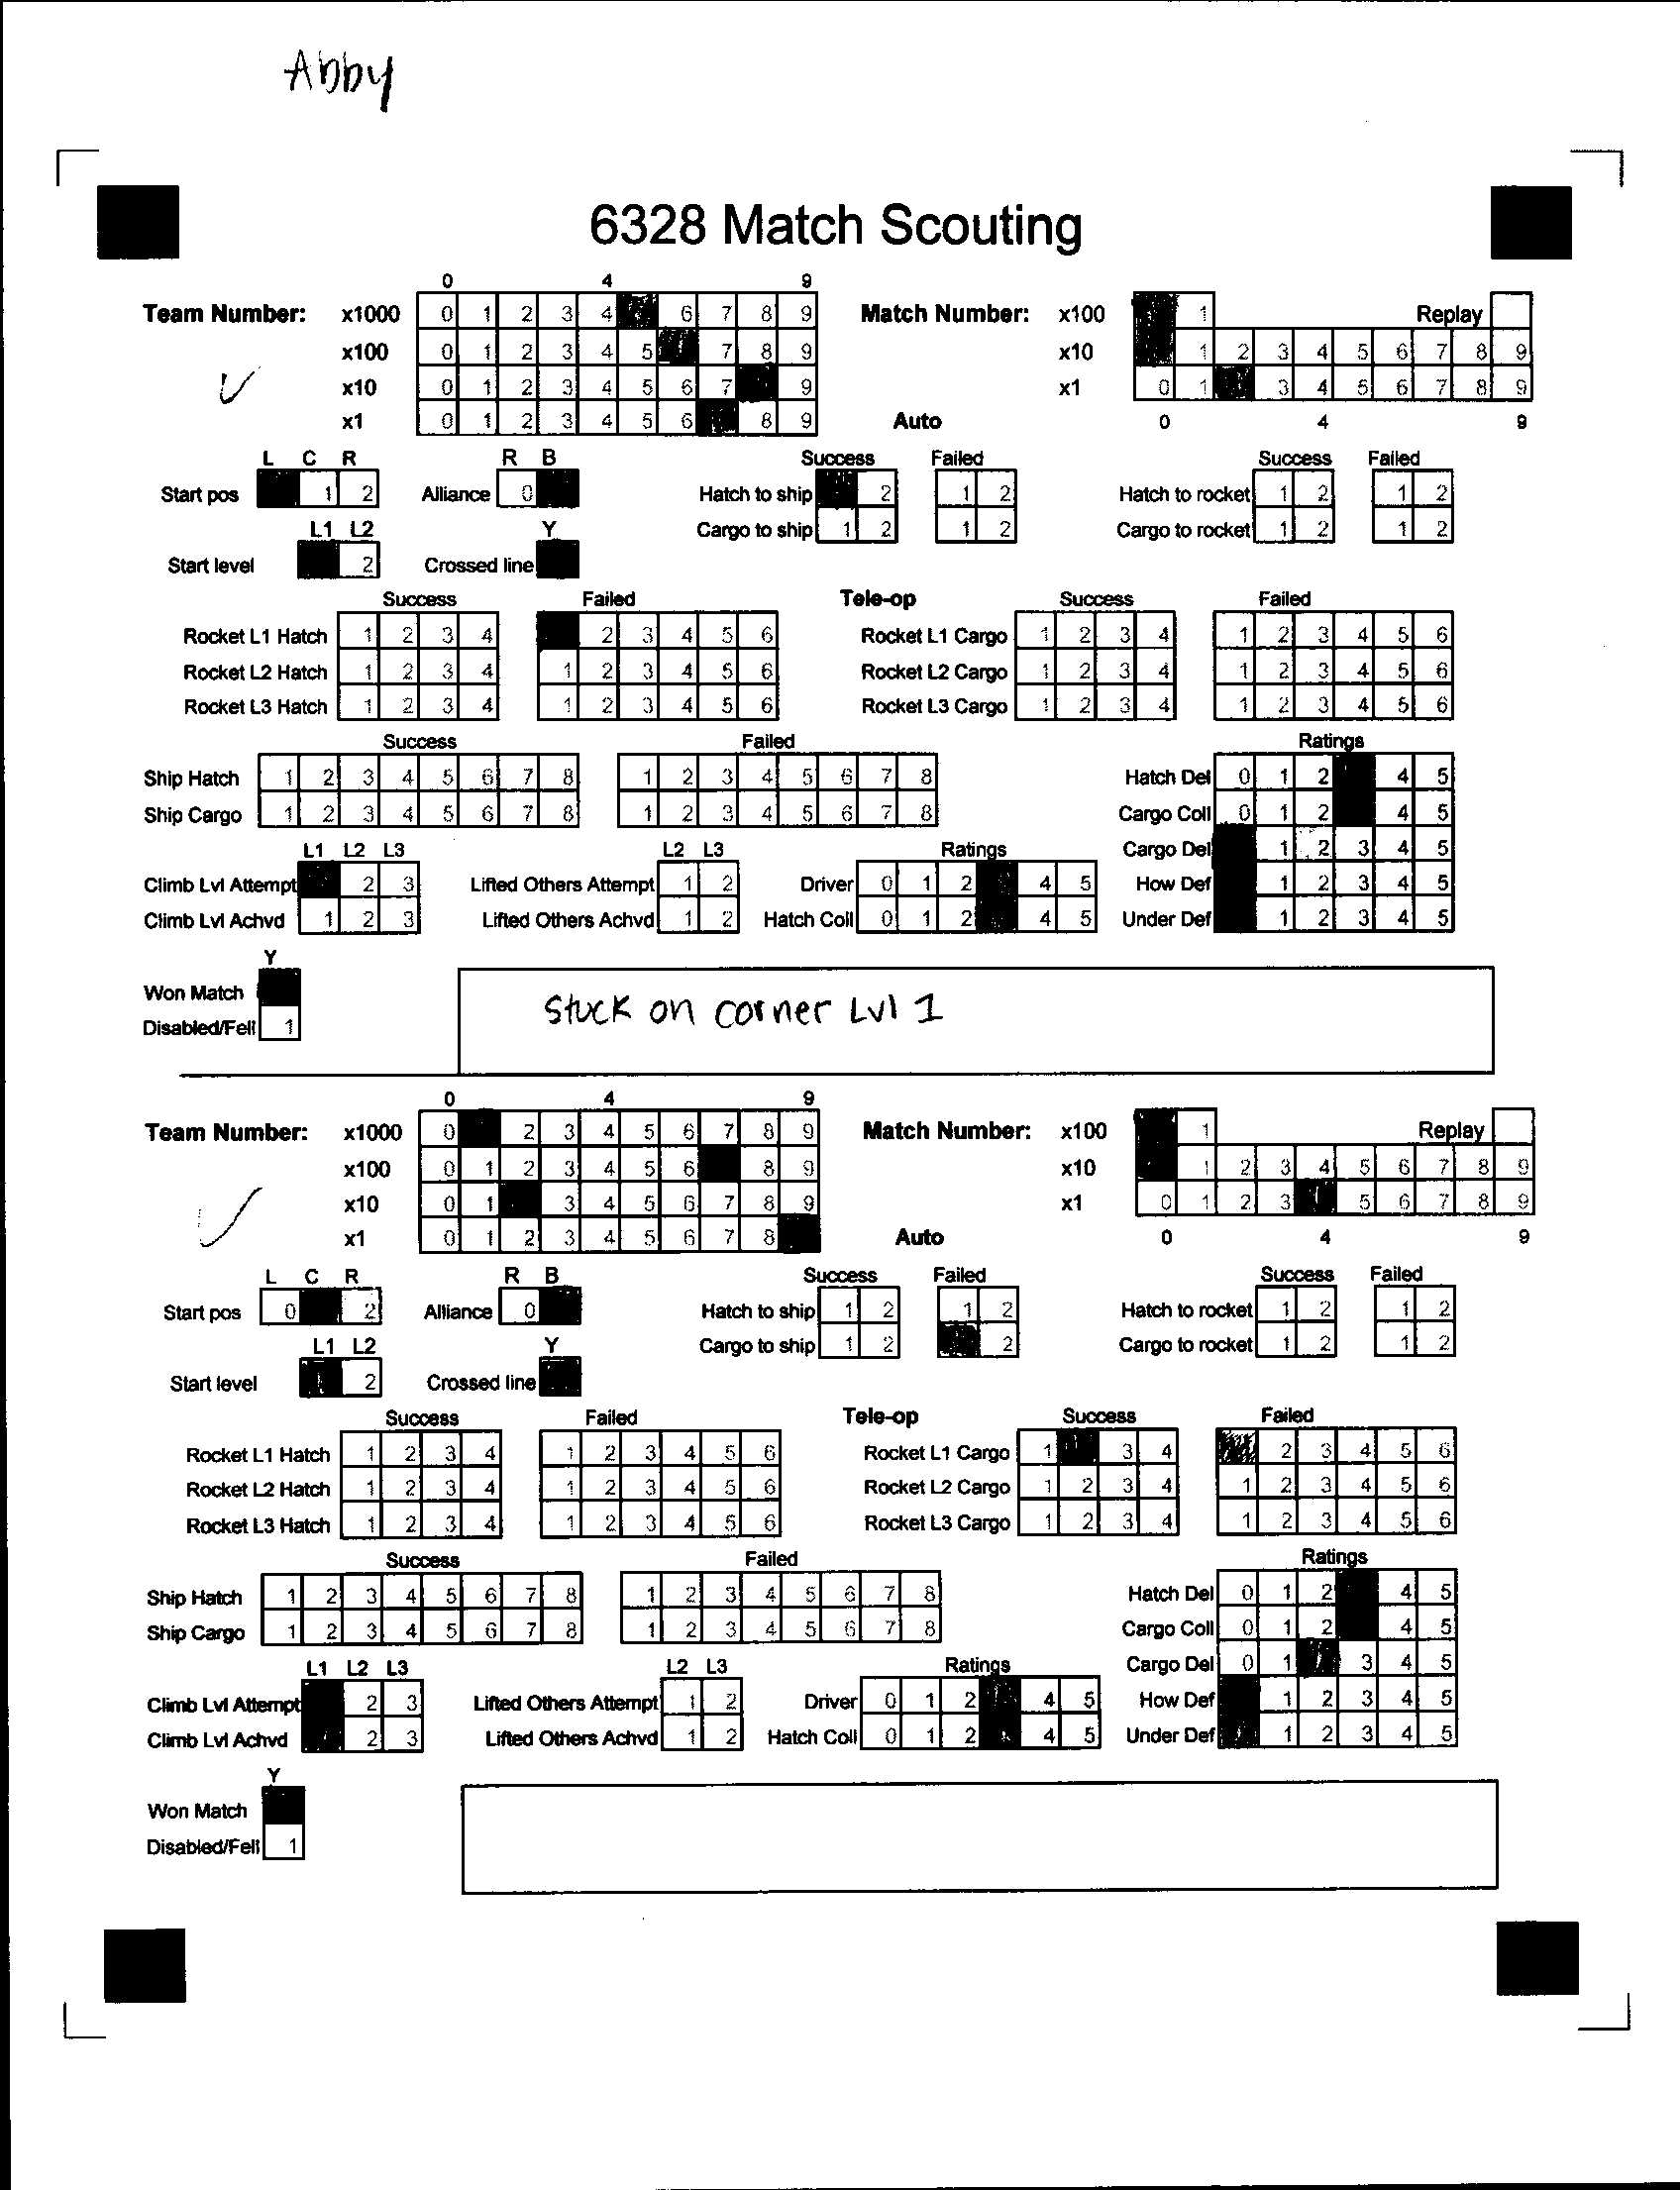 Abby
6328 Match Scouting
0 4 9
Team Number: x1000 0 1 2 3 4 6 7 8 9 Match Number: x100 1 Replay
x100 0 1 2 3 4 5 7 8 9 x10 1 2 3 4 5 6 7 8 9
x10 0 1 2 3 4 5 6 7 9 x1 0 1 3 4 5 6 7 8 9
x1 0 1 2 3 4 5 6 8 9 Auto 0 4 9
L C R R B Success Failed Success Failed
Start pos 1 2 Alliance 0 Hatch to ship 2 1 2 Hatch to rocket 1 2 1 2
L1 L2 Y Cargo to ship 1 2 1 2 Cargo to rocket 1 2 1 2
Start level 2 Crossed line
Success Failed Tele-op Success Failed
Rocket L1 Hatch 1 2 3 4 2 3 4 5 6 Rocket L1 Cargo 1 2 3 4 1 2 3 4 5 6
Rocket L2 Hatch 1 2 3 4 1 2 3 4 5 6 Rocket L2 Cargo 1 2 3 4 1 2 3 4 5 6
Rocket L3 Hatch 1 2 3 4 1 2 3 4 5 6 Rocket L3 Cargo 1 2 3 4 1 2 3 4 5 6
Success Failed Ratings
Ship Hatch 1 2 3 4 5 6 7 8 1 2 3 4 5 6 7 8 Hatch Del 0 1 2 4 5
Ship Cargo 1 2 3 4 5 6 7 8 1 2 3 4 5 6 7 8 Cargo Coll 0 1 2 4 5
L1 L2 L3 L2 L3 Ratings Cargo Del 1 2 3 4 5
Climb Lvl Attempt 2 3 Lifted Others Attempt 1 2 Driver 0 1 2 4 5 How Def 1 2 3 4 5
Climb Lvl Achvd 1 2 3 Lifted Others Achvd 1 2 Hatch Coll 0 1 2 4 5 Under Def 1 2 3 4 5
Y
Won Match
Disabled/Fell 1
Stuck on corner Lvl 1
0 4 9
Team Number: x1000 0 2 3 4 5 6 7 8 9 Match Number: x100 1 Replay
x100 0 1 2 3 4 5 6 8 9 x10 1 2 3 4 5 6 7 8 9
x10 0 1 3 4 5 6 7 8 9 x1 0 1 2 3 5 6 7 8 9
x1 0 1 2 3 4 5 6 7 8 Auto 0 4 9
L C R R B Success Failed Success Failed
Start pos 0 2 Alliance 0 Hatch to ship 1 2 1 2 Hatch to rocket 1 2 1 2
L1 L2 Y Cargo to ship 1 2 2 Cargo to rocket 1 2 1 2
Start level 2 Crossed line
Success Failed Tele-op Success Failed
Rocket L1 Hatch 1 2 3 4 1 2 3 4 5 6 Rocket L1 Cargo 1 3 4 2 3 4 5 6
Rocket L2 Hatch 1 2 3 4 1 2 3 4 5 6 Rocket L2 Cargo 1 2 3 4 1 2 3 4 5 6
Rocket L3 Hatch 1 2 3 4 1 2 3 4 5 6 Rocket L3 Cargo 1 2 3 4 1 2 3 4 5 6
Success Failed Ratings
Ship Hatch 1 2 3 4 5 6 7 8 1 2 3 4 5 6 7 8 Hatch Del 0 1 2 4 5
Ship Cargo 1 2 3 4 5 6 7 8 1 2 3 4 5 6 7 8 Cargo Coll 0 1 2 4 5
L1 L2 L3 L2 L3 Ratings Cargo Del 0 1 3 4 5
Climb Lvl Attempt 2 3 Lifted Others Attempt 1 2 Driver 0 1 2 4 5 How Def 1 2 3 4 5
Climb Lvl Achvd 2 3 Lifted Others Achvd 1 2 Hatch Coll 0 1 2 4 5 Under Def 1 2 3 4 5
Y
Won Match
Disabled/Fell 1